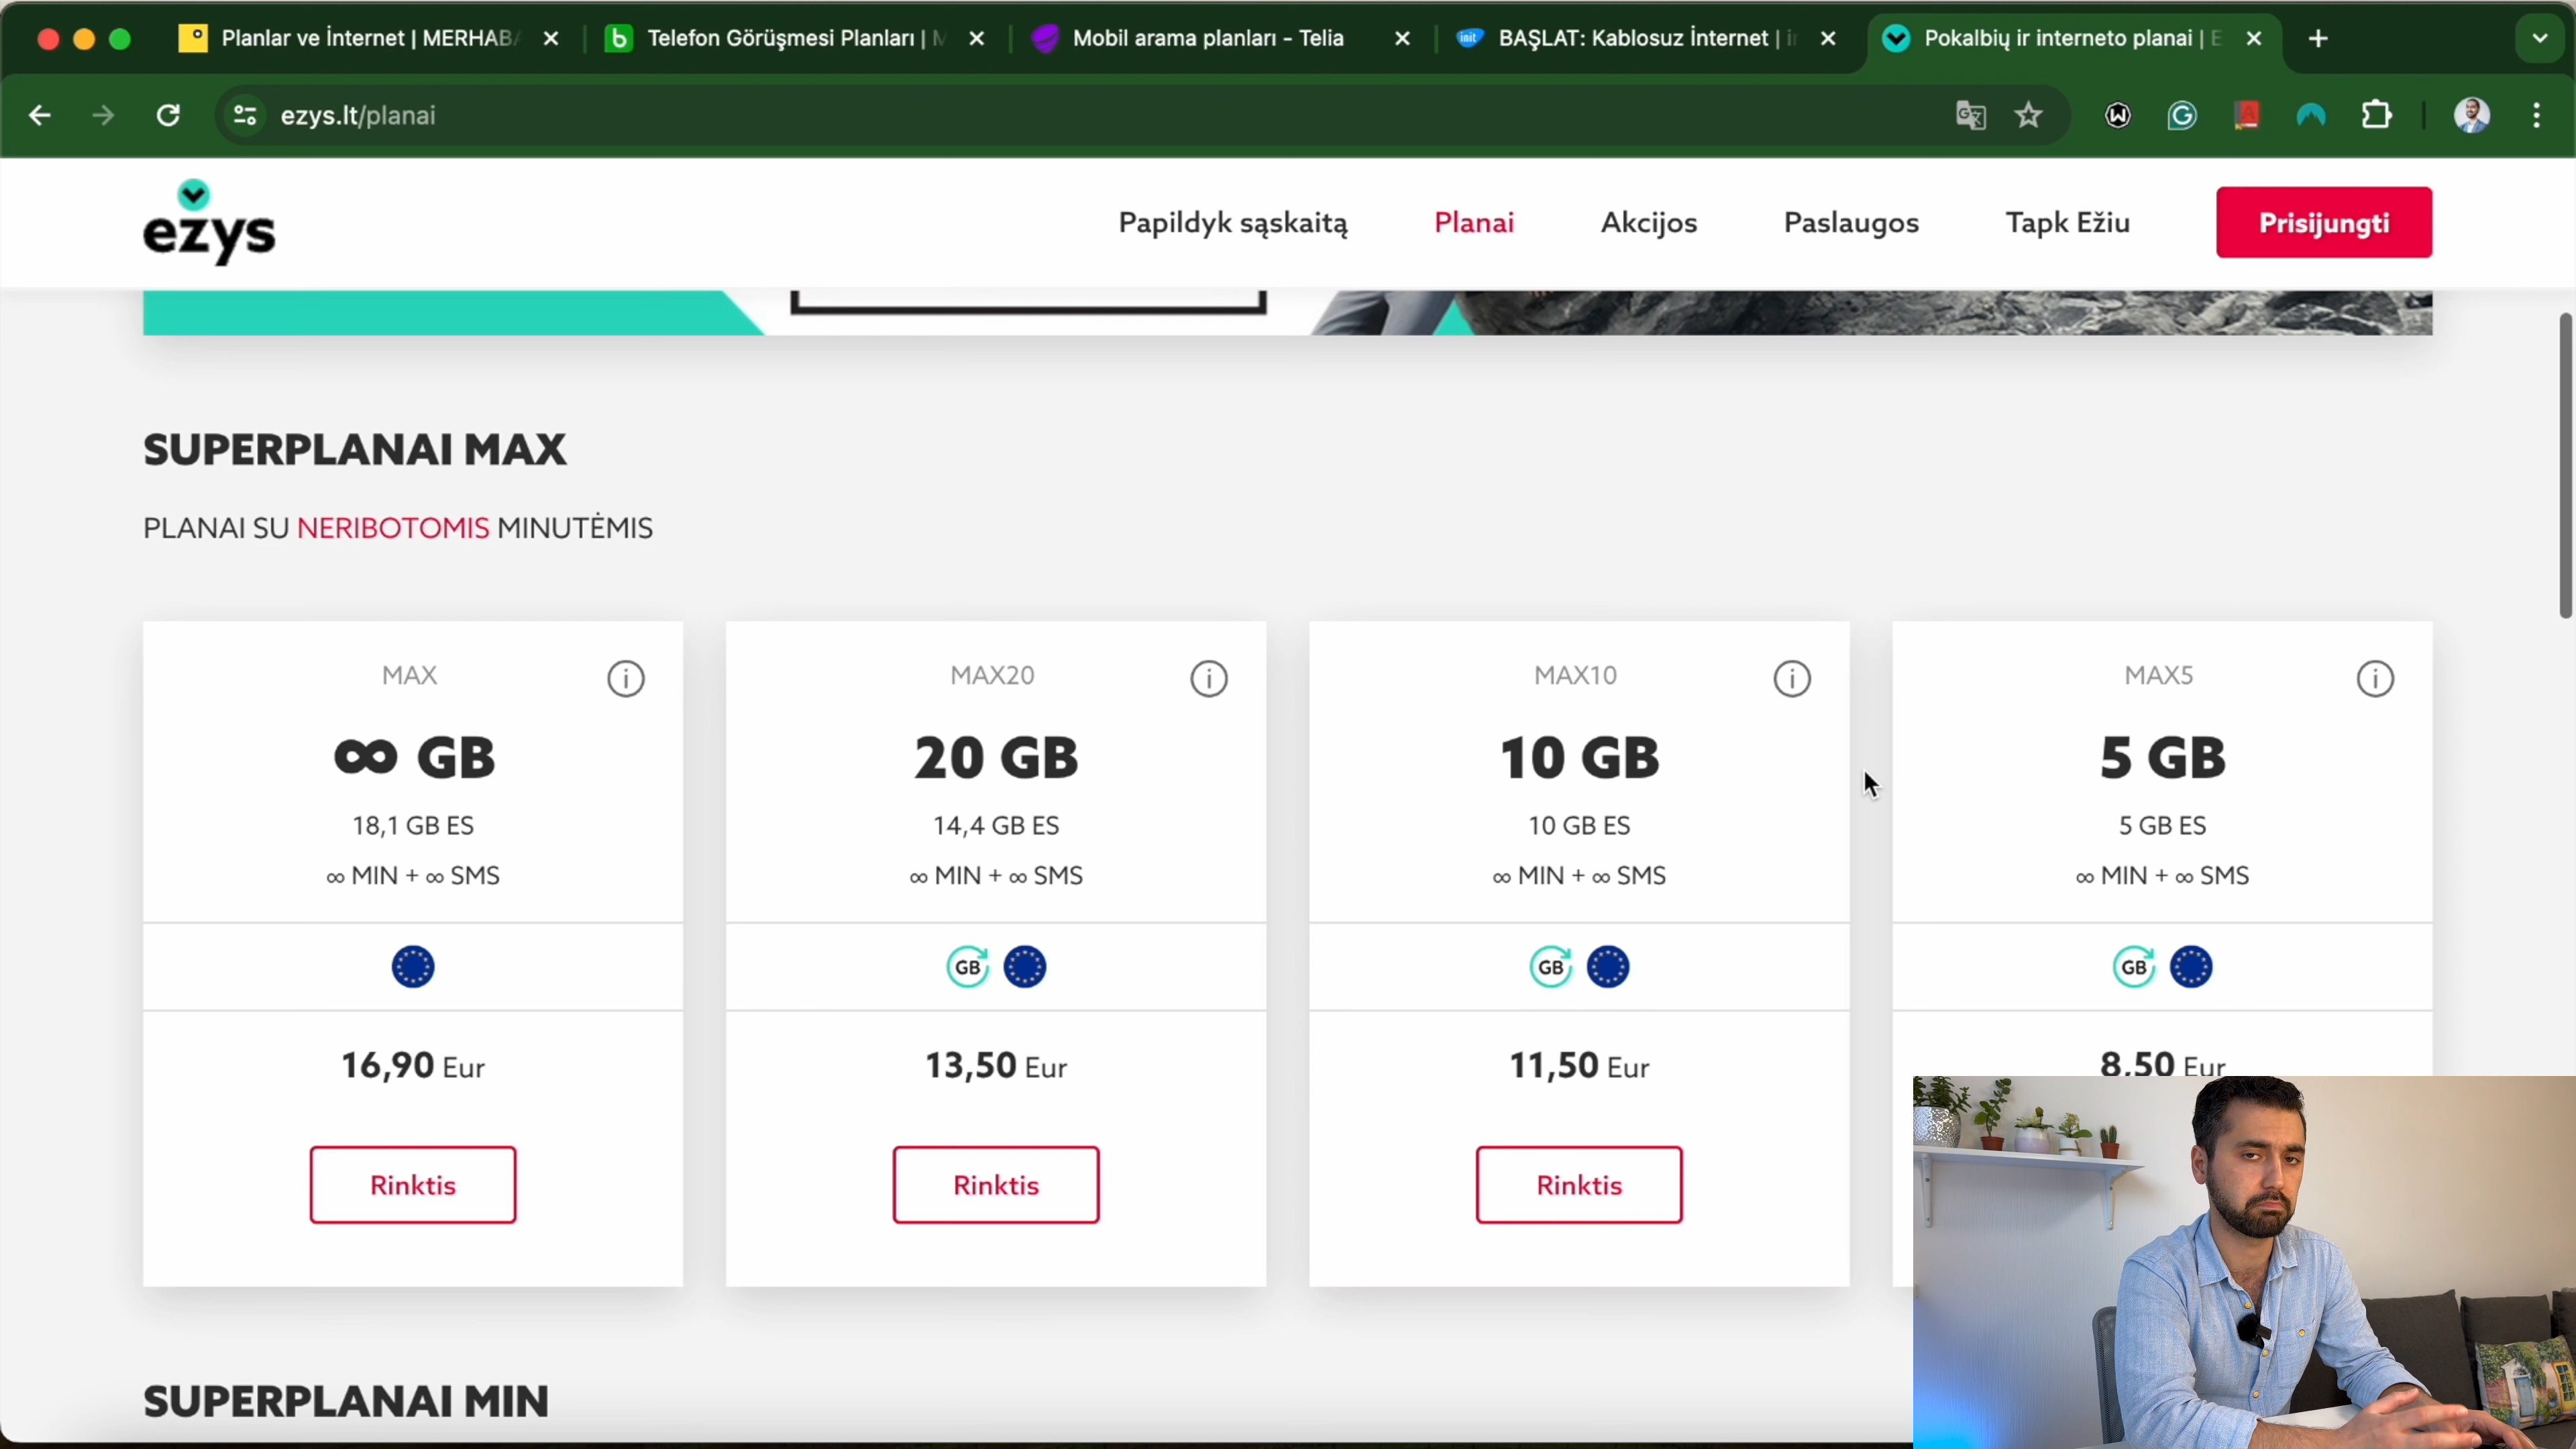 Planlar ve İnternet | MERHABA
Telefon Görüşmesi Planları |
Mobil arama planları - Telia
BAŞLAT: Kablosuz İnternet |
Pokalbių ir interneto planai | E
ezys.lt/planai
ežys
Papildyk sąskaitą
Planai
Akcijos
Paslaugos
Tapk Ežiu
Prisijungti
SUPERPLANAI MAX
PLANAI SU NERIBOTOMIS MINUTĖMIS
MAX
∞ GB
18,1 GB ES
∞ MIN + ∞ SMS
16,90 Eur
Rinktis
MAX20
20 GB
14,4 GB ES
∞ MIN + ∞ SMS
GB
13,50 Eur
Rinktis
MAX10
10 GB
10 GB ES
∞ MIN + ∞ SMS
GB
11,50 Eur
Rinktis
MAX5
5 GB
5 GB ES
∞ MIN + ∞ SMS
GB
8,50 Eur
SUPERPLANAI MIN